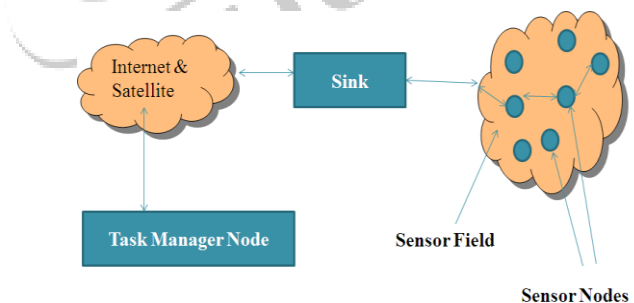 Internet &
Satellite
Sink
Task Manager Node
Sensor Field
Sensor Nodes